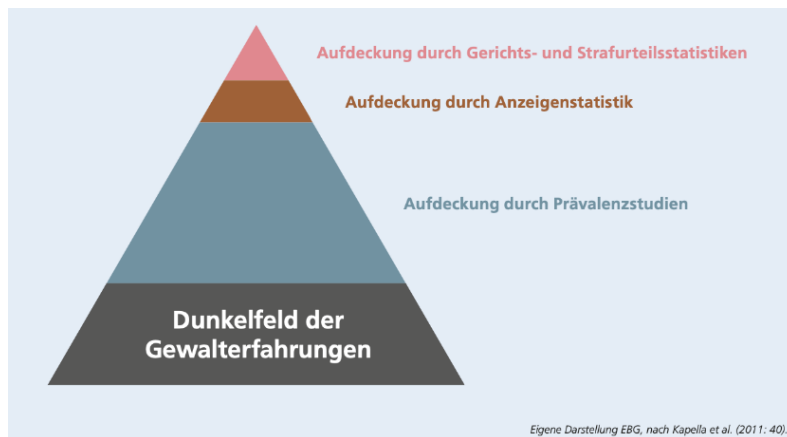 Aufdeckung durch Gerichts- und Strafurteilsstatistiken
Aufdeckung durch Anzeigenstatistik
Aufdeckung durch Prävalenzstudien
Dunkelfeld der
Gewalterfahrungen
Eigene Darstellung EBG, nach Kapella et al. (2011: 40).